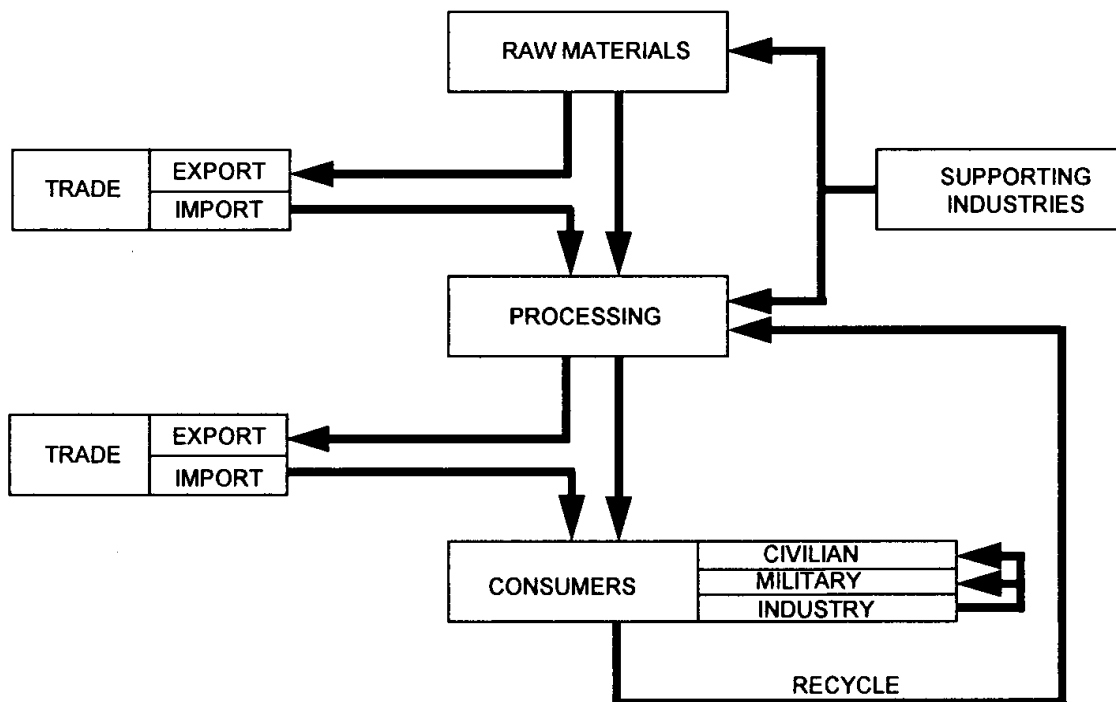 RAW MATERIALS
TRADE
EXPORT
IMPORT
SUPPORTING
INDUSTRIES
PROCESSING
TRADE
EXPORT
IMPORT
CONSUMERS
CIVILIAN
MILITARY
INDUSTRY
RECYCLE